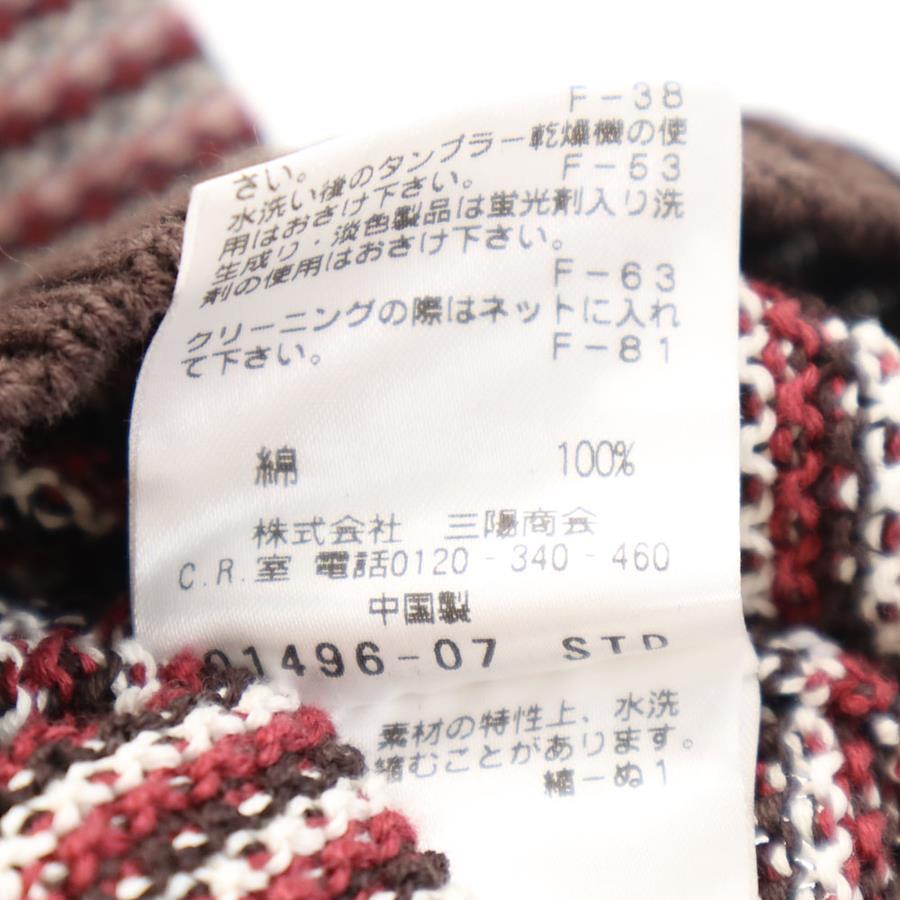 F-38
さい。
水洗い後のタンブラー乾燥機の使
用はおさけ下さい。 F-53
生成り・淡色製品は蛍光剤入り洗
剤の使用はおさけ下さい。
F-63
クリーニングの際はネットに入れ
て下さい。 F-81
綿 100%
株式会社 三陽商会
C.R.室 電話0120-340-460
中国製
01496-07 STD
素材の特性上、水洗
縮むことがあります。
縮-ぬ1